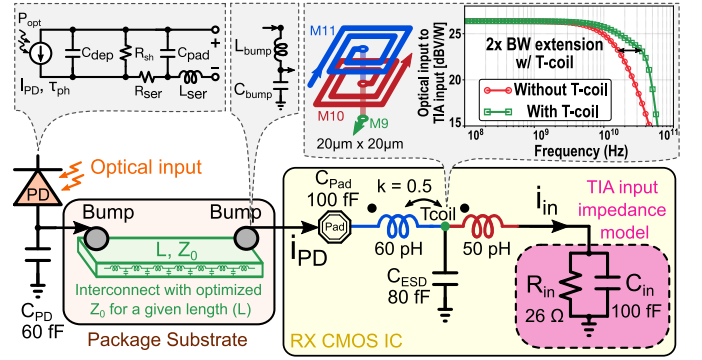 P_opt
C_dep
R_sh
C_pad
+
−
I_PD, τ_ph
R_ser
L_ser
L_bump
C_bump
M11
M10
M9
20μm x 20μm
Optical input to
TIA input [dBV/W]
25
20
15
2x BW extension
w/ T-coil
Without T-coil
With T-coil
10^8
10^9
10^10
10^11
Frequency (Hz)
PD
Optical input
C_PD
60 fF
Bump
Bump
L, Z_0
Interconnect with optimized
Z_0 for a given length (L)
Package Substrate
i_PD
C_Pad
100 fF
Pad
k = 0.5
Tcoil
60 pH
50 pH
C_ESD
80 fF
i_in
TIA input
impedance
model
R_in
26 Ω
C_in
100 fF
RX CMOS IC